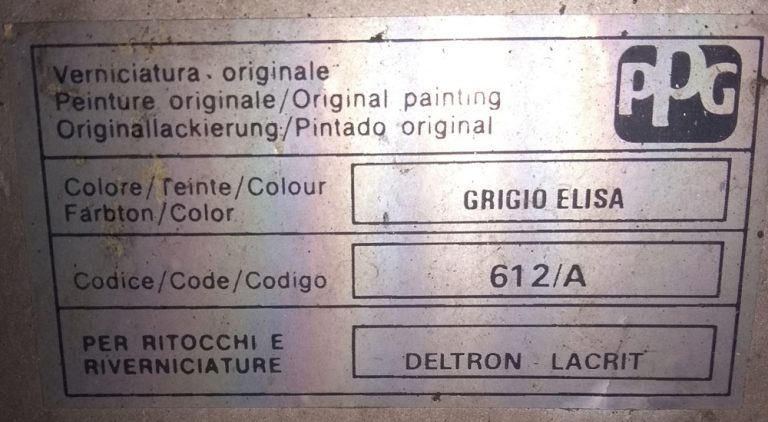 Verniciatura originale
Peinture originale/Original painting
Originallackierung/Pintado original
PPG
Colore/Teinte/Colour
Farbton/Color
GRIGIO ELISA
Codice/Code/Codigo
612/A
PER RITOCCHI E
RIVERNICIATURE
DELTRON - LACRIT